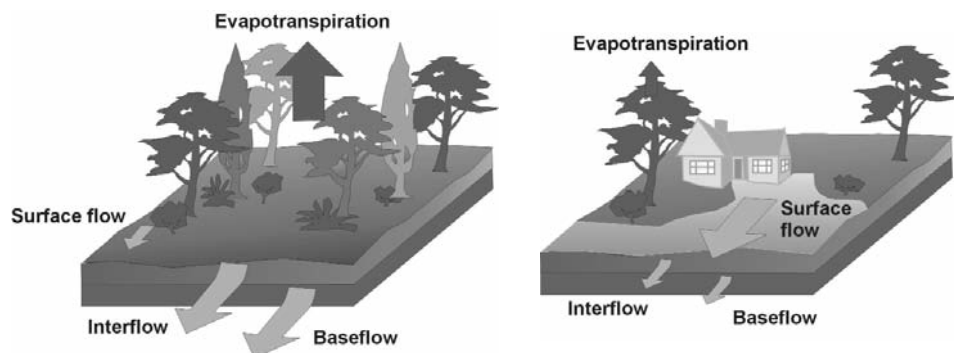 Evapotranspiration
Surface flow
Interflow
Baseflow
Evapotranspiration
Surface
flow
Interflow
Baseflow